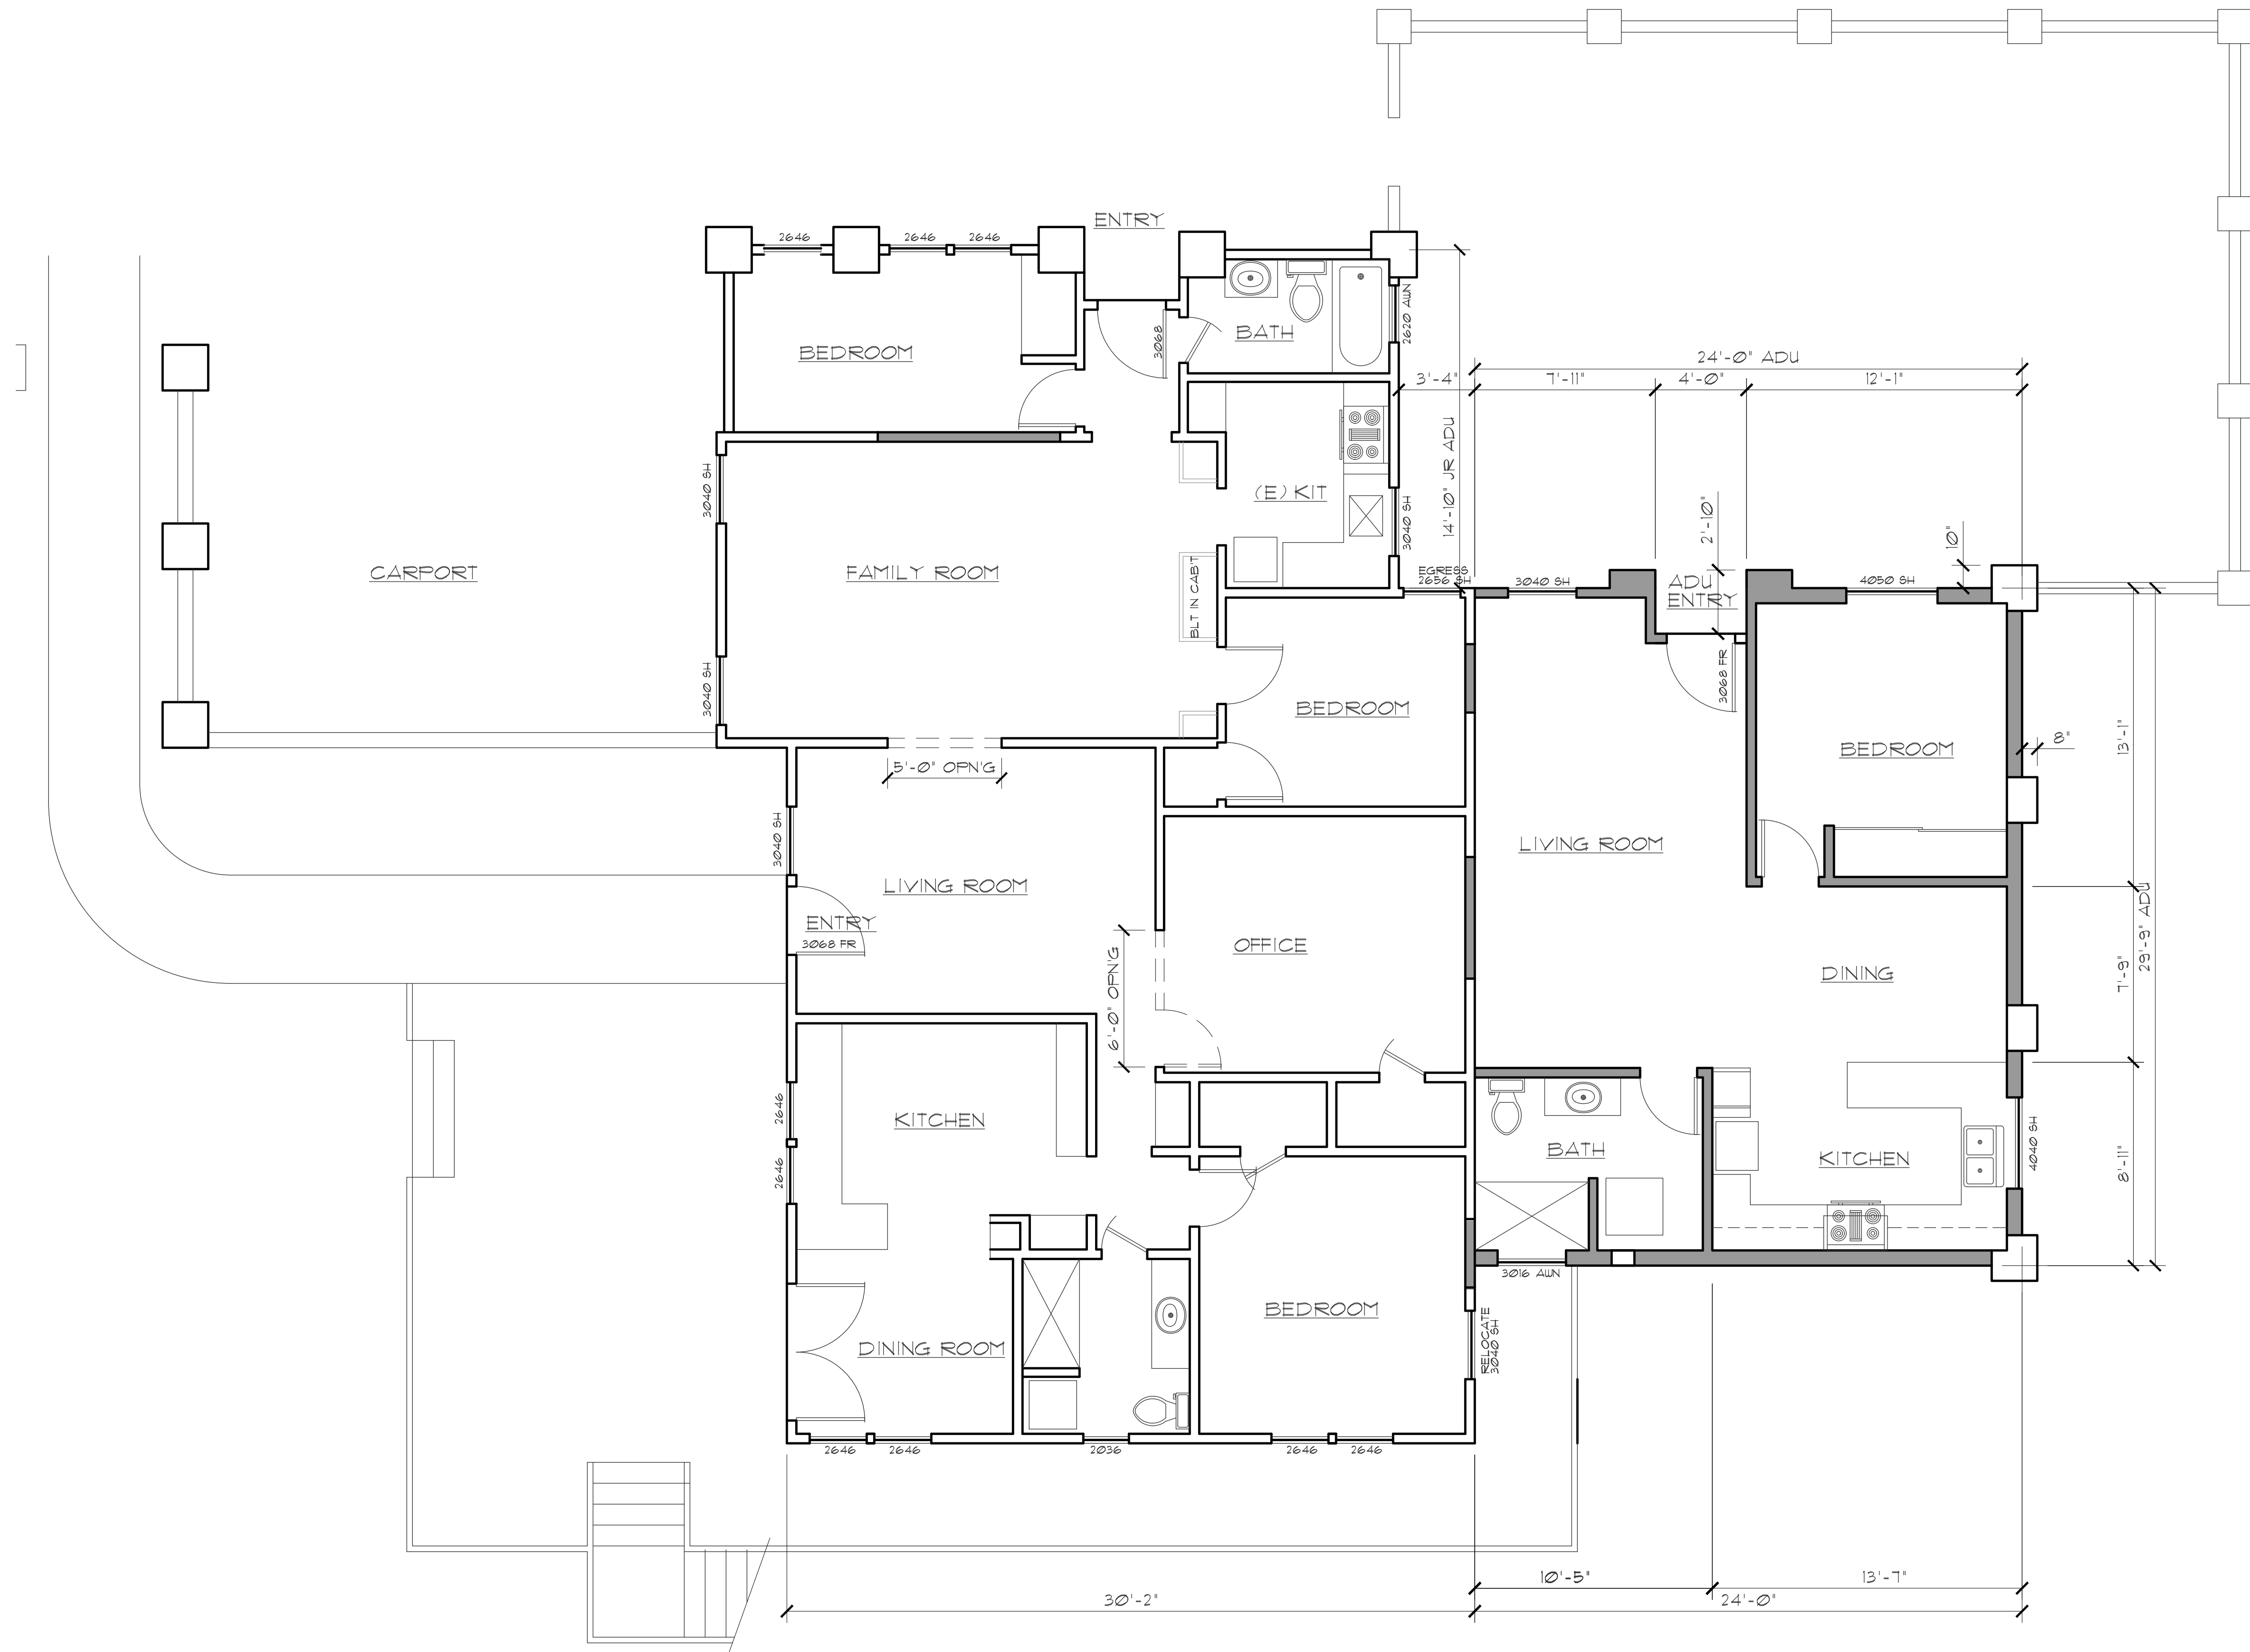 ENTRY
2646
2646
2646
BEDROOM
3068
BATH
2620 AWN
24'-0" ADU
3'-4"
7'-11"
4'-0"
12'-1"
14'-10" JR ADU
3040 SH
(E) KIT
3040 SH
2'-10"
10"
CARPORT
FAMILY ROOM
BLT IN CAB'T
EGRESS
2656 SH
3040 SH
ADU
ENTRY
4050 SH
3040 SH
3068 FR
BEDROOM
BEDROOM
8"
13'-1"
5'-0" OPN'G
3040 SH
LIVING ROOM
LIVING ROOM
ENTRY
3068 FR
OFFICE
6'-0" OPN'G
DINING
7'-9"
29'-9" ADU
KITCHEN
2646
2646
BATH
KITCHEN
4040 SH
8'-11"
3016 AWN
BEDROOM
RELOCATE
3040 SH
DINING ROOM
2646
2646
2036
2646
2646
10'-5"
13'-7"
30'-2"
24'-0"